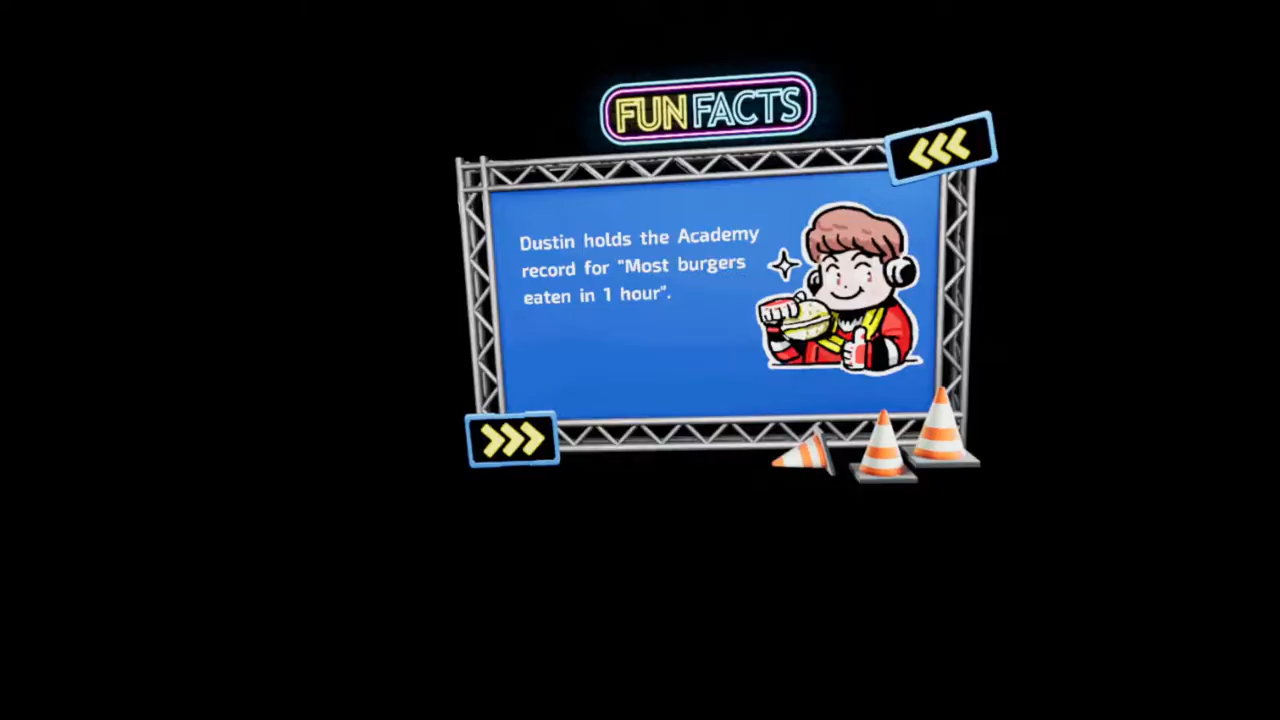 FUN FACTS
Dustin holds the Academy
record for "Most burgers
eaten in 1 hour".